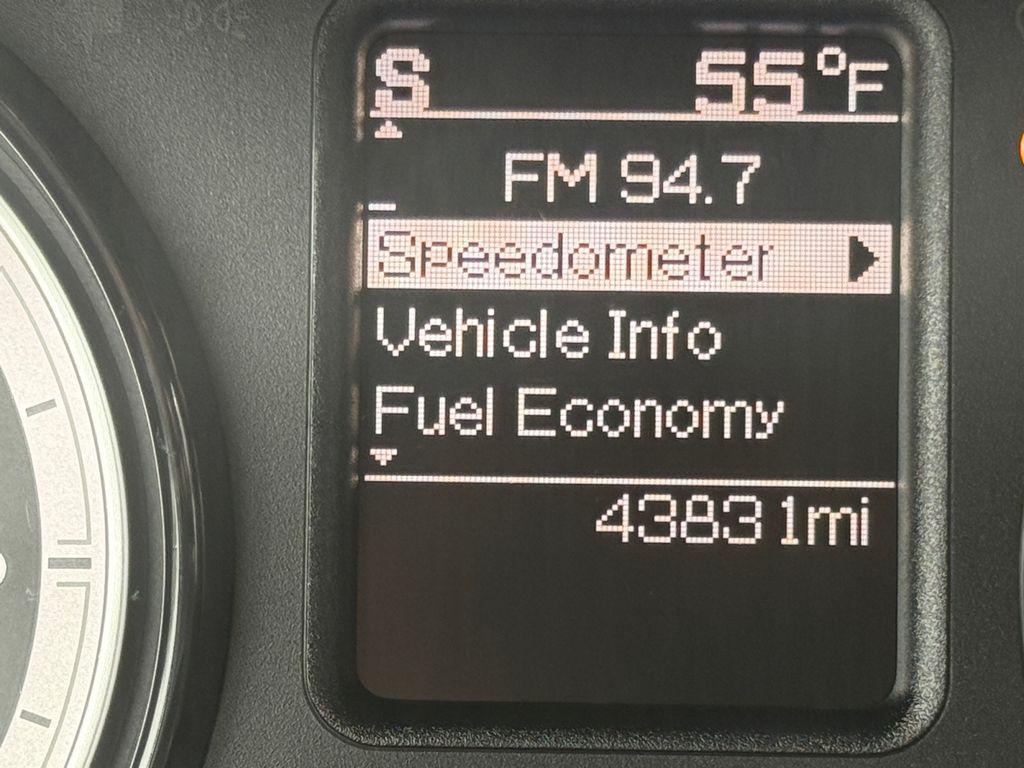 S 55°F
FM 94.7
Speedometer
Vehicle Info
Fuel Economy
43831mi